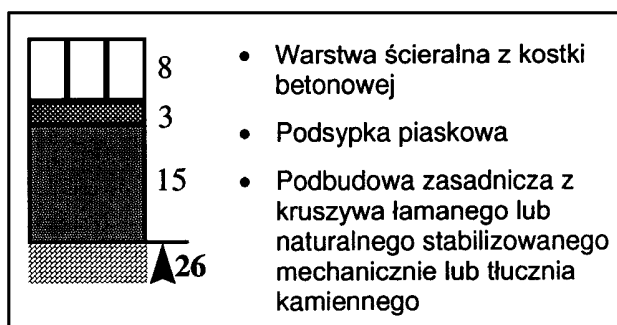 8
3
15
26
• Warstwa ścieralna z kostki
betonowej
• Podsypka piaskowa
• Podbudowa zasadnicza z
kruszywa łamanego lub
naturalnego stabilizowanego
mechanicznie lub tłucznia
kamiennego